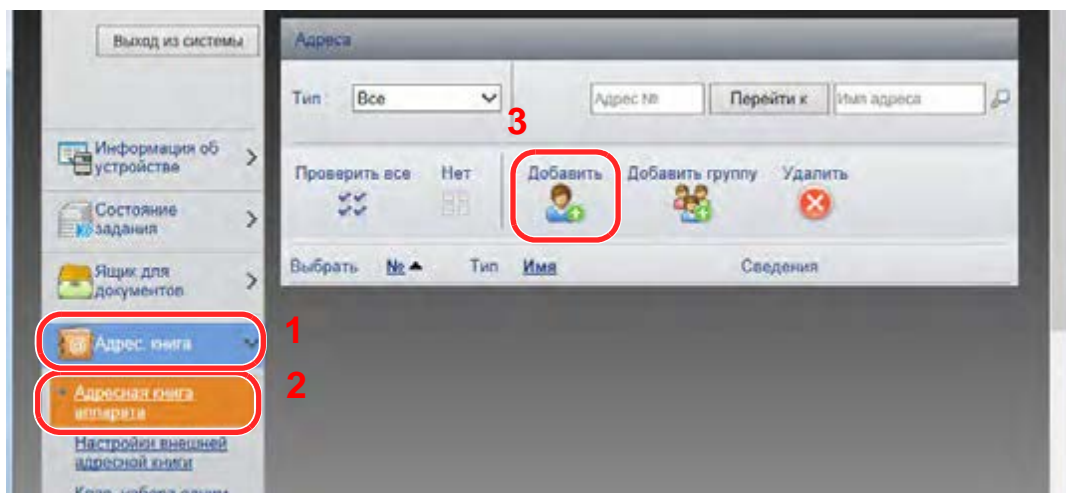 Выход из системы
Адреса
Тип :
Все
Адрес №
Перейти к
Имя адреса
3
Информация об
устройстве
Проверить все
Нет
Добавить
Добавить группу
Удалить
Состояние
задания
Выбрать № Тип Имя Сведения
Ящик для
документов
Адрес. книга
1
Адресная книга
аппарата
2
Настройки внешней
адресной книги